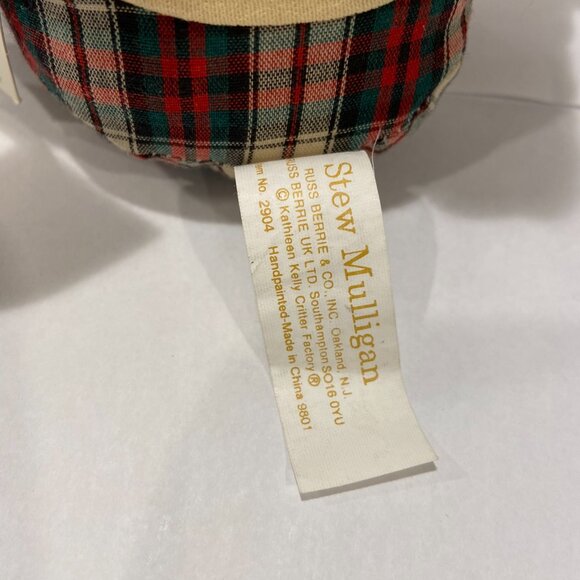 Stew Mulligan
RUSS BERRIE & CO., INC. Oakland, N.J.
RUSS BERRIE UK LTD. Southampton SO16 0YU
© Kathleen Kelly Critter Factory®
Item No. 2904 Handpainted-Made in China 9801